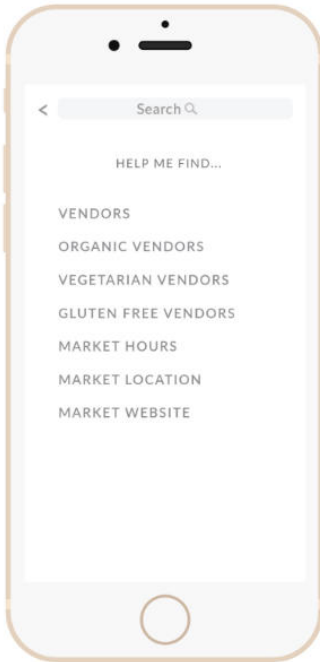 Search
HELP ME FIND...
VENDORS
ORGANIC VENDORS
VEGETARIAN VENDORS
GLUTEN FREE VENDORS
MARKET HOURS
MARKET LOCATION
MARKET WEBSITE